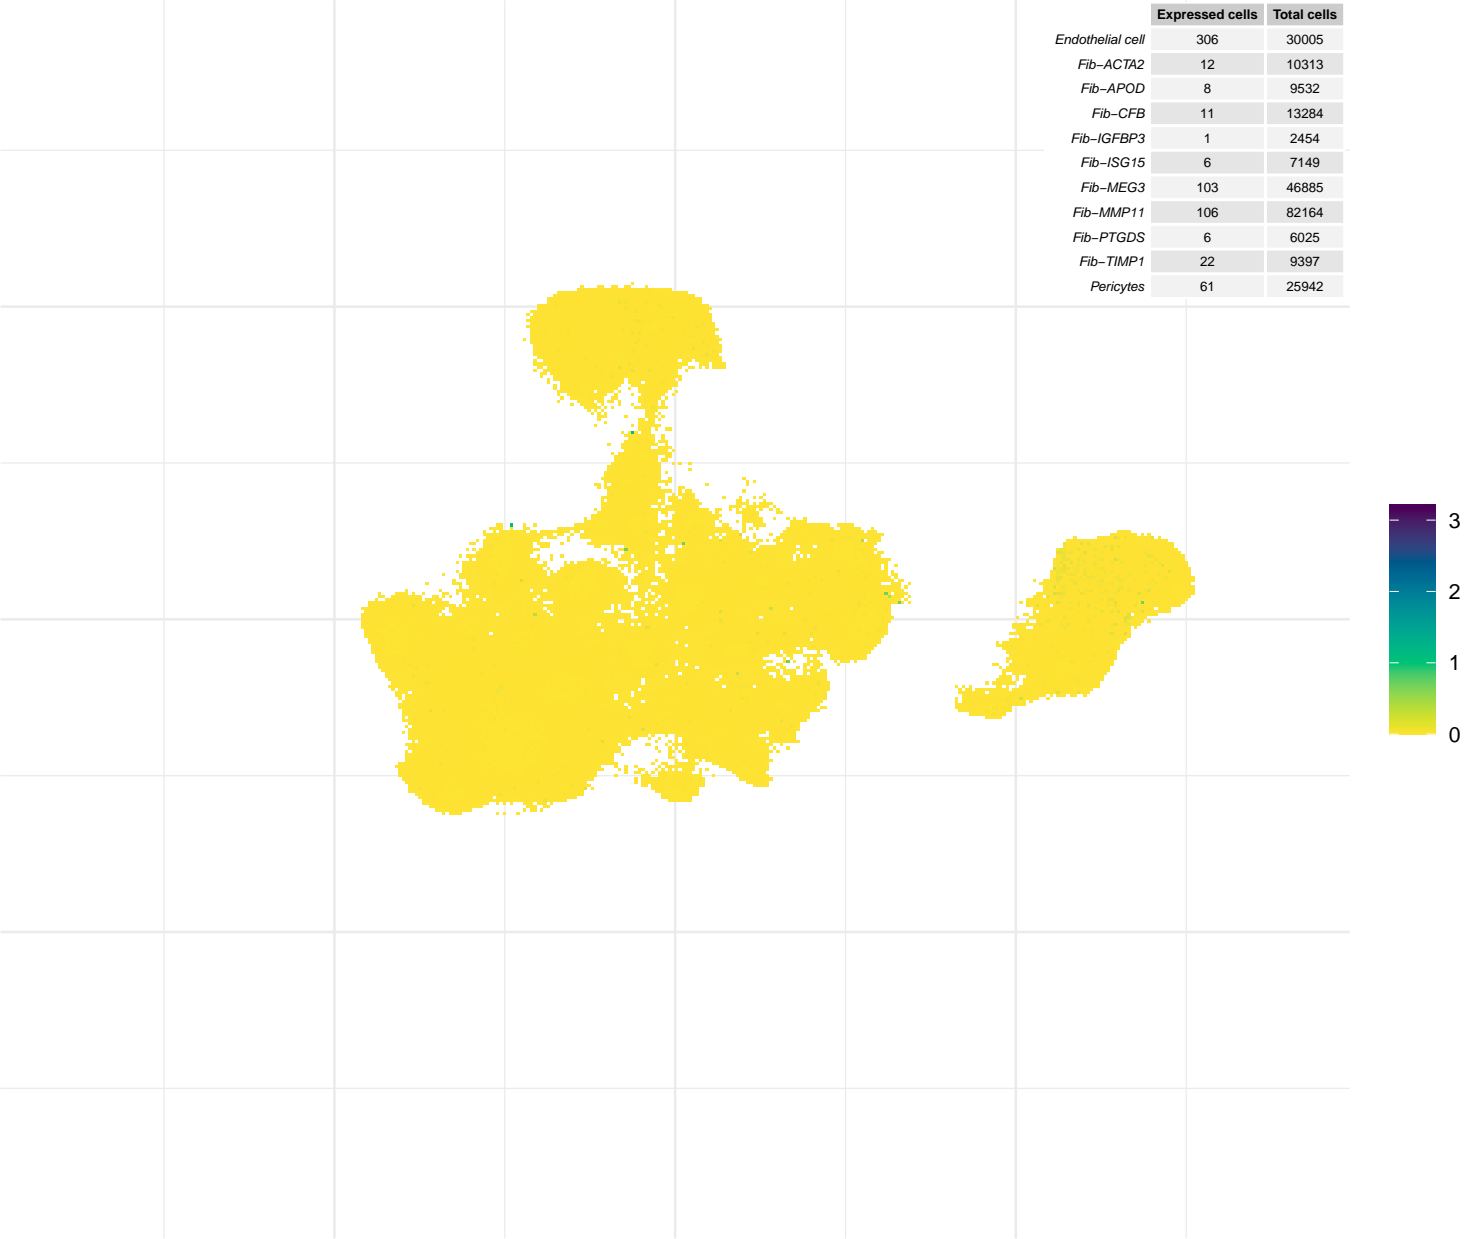 Expressed cells Total cells
Endothelial cell 306 30005
Fib−ACTA2 12 10313
Fib−APOD 8 9532
Fib−CFB 11 13284
Fib−IGFBP3 1 2454
Fib−ISG15 6 7149
Fib−MEG3 103 46885
Fib−MMP11 106 82164
Fib−PTGDS 6 6025
Fib−TIMP1 22 9397
Pericytes 61 25942
3
2
1
0